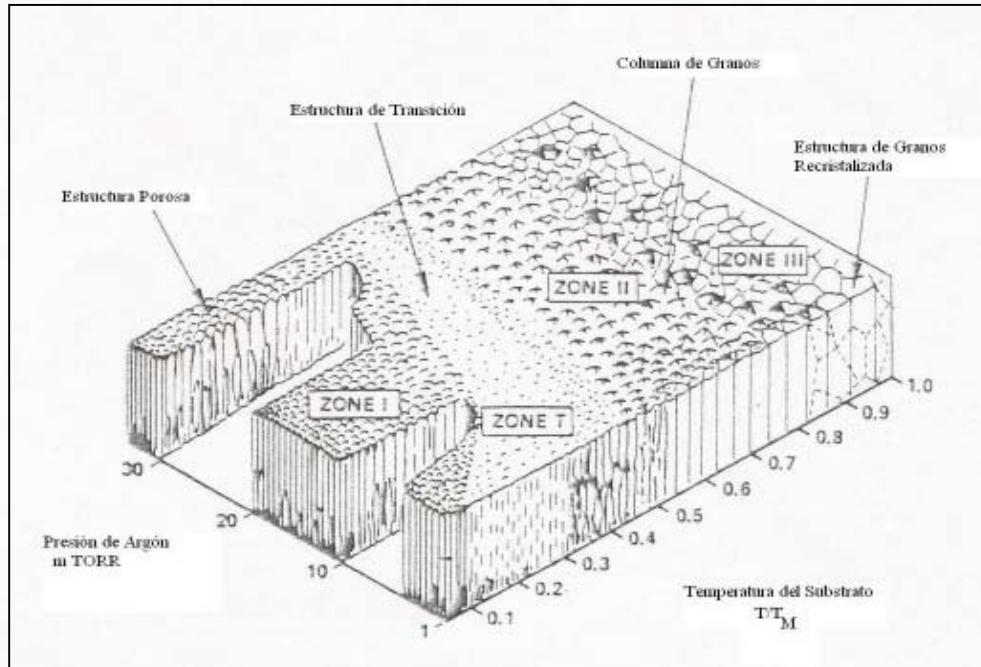 Columna de Granos
Estructura de Transición
Estructura de Granos
Recristalizada
Estructura Porosa
ZONE III
ZONE II
ZONE I
ZONE T
1.0
0.9
0.8
0.7
0.6
0.5
0.4
0.3
0.2
0.1
30
20
10
1
Presión de Argón
m TORR
Temperatura del Substrato
T/TM